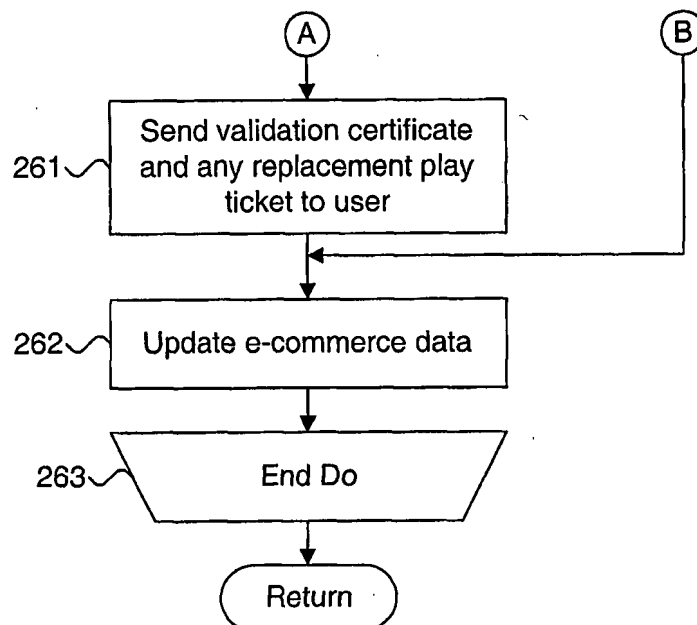 A
B
Send validation certificate
and any replacement play
ticket to user
261
262
Update e-commerce data
263
End Do
Return